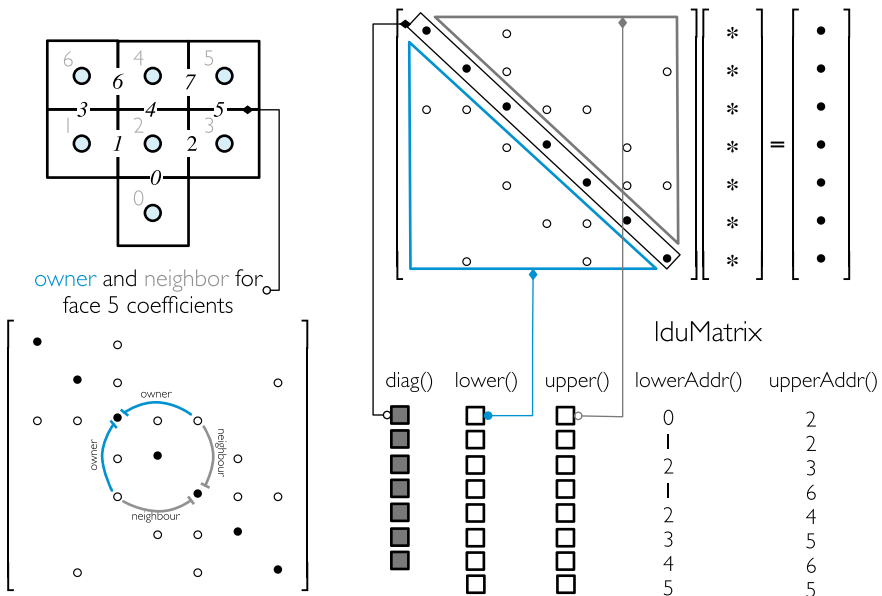 6 4 5
6 7
3 4 5
1 2 3
1 2
0
0
owner and neighbor for
face 5 coefficients
owner
owner
neighbour
neighbour
*
*
*
* =
*
*
*
lduMatrix
diag() lower() upper() lowerAddr() upperAddr()
0 2
1 2
2 3
1 6
2 4
3 5
4 6
5 5